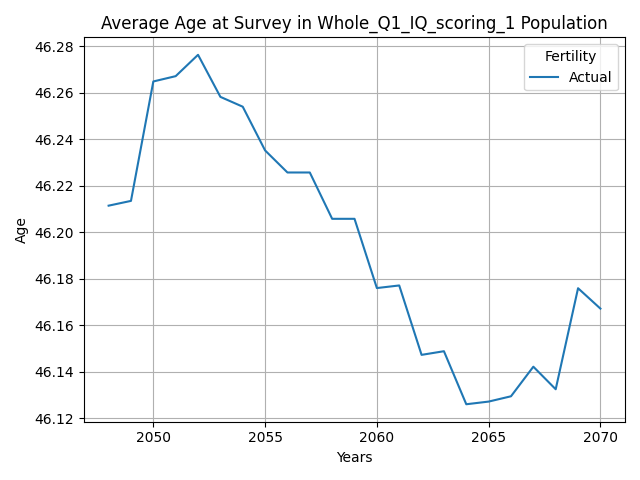 Average Age at Survey in Whole_Q1_IQ_scoring_1 Population
Fertility
Actual
46.28
46.26
46.24
46.22
46.20
46.18
46.16
46.14
46.12
Age
2050
2055
2060
2065
2070
Years